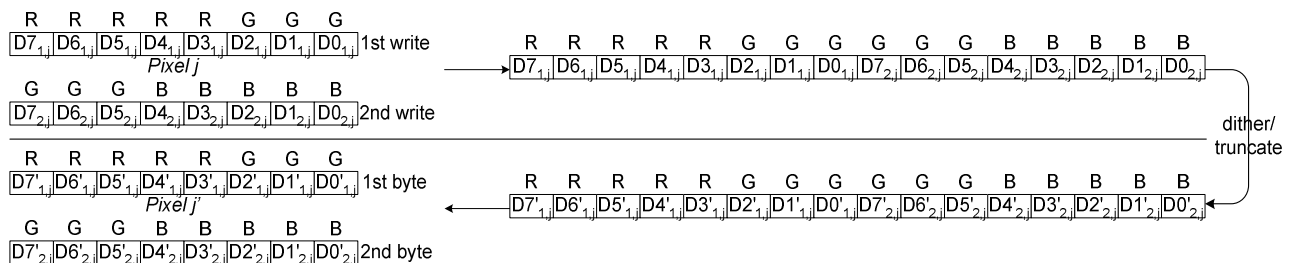 R R R R R G G G
D71,j D61,j D51,j D41,j D31,j D21,j D11,j D01,j 1st write
Pixel j
G G G B B B B B
D72,j D62,j D52,j D42,j D32,j D22,j D12,j D02,j 2nd write
R R R R R G G G G G G B B B B B
D71,j D61,j D51,j D41,j D31,j D21,j D11,j D01,j D72,j D62,j D52,j D42,j D32,j D22,j D12,j D02,j
dither/
truncate
R R R R R G G G
D7'1,j D6'1,j D5'1,j D4'1,j D3'1,j D2'1,j D1'1,j D0'1,j 1st byte
Pixel j'
G G G B B B B B
D7'2,j D6'2,j D5'2,j D4'2,j D3'2,j D2'2,j D1'2,j D0'2,j 2nd byte
R R R R R G G G G G G B B B B B
D7'1,j D6'1,j D5'1,j D4'1,j D3'1,j D2'1,j D1'1,j D0'1,j D7'2,j D6'2,j D5'2,j D4'2,j D3'2,j D2'2,j D1'2,j D0'2,j